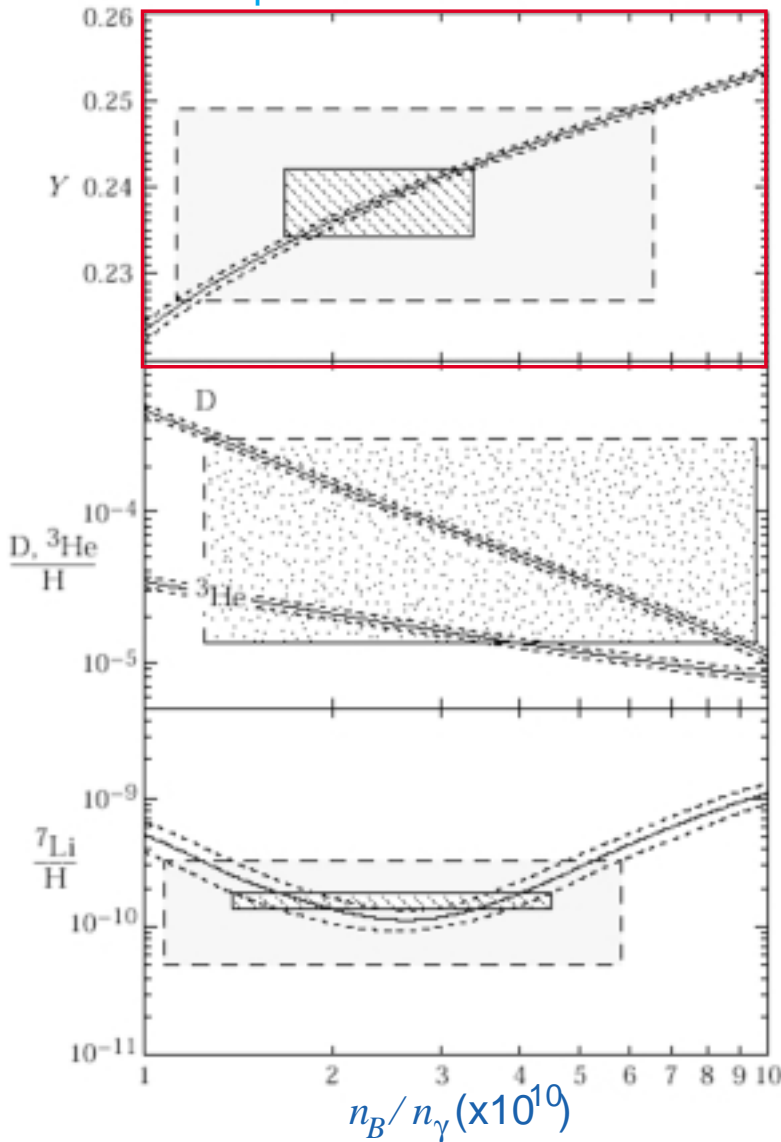 0.26
0.25
Y 0.24
0.23
D
10⁻⁴
D, ³He
H
³He
10⁻⁵
10⁻⁹
⁷Li
H
10⁻¹⁰
10⁻¹¹
1 2 3 4 5 6 7 8 9 10
n_B / n_γ (x10¹⁰)